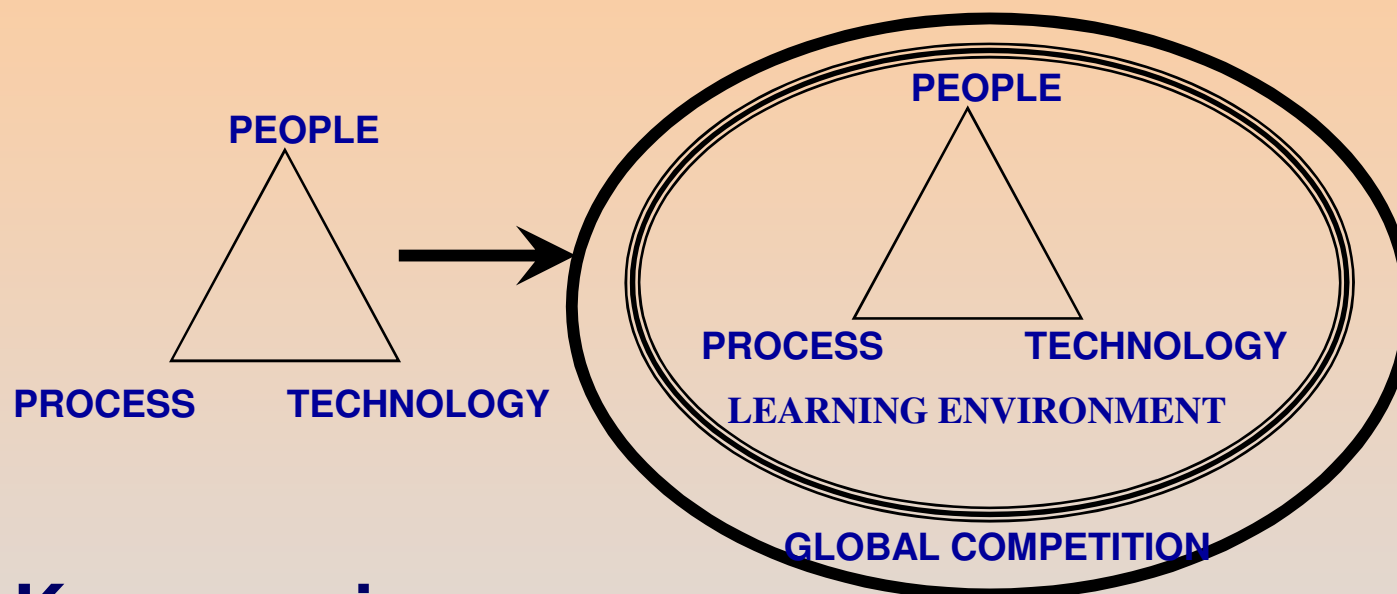 PEOPLE
PROCESS TECHNOLOGY
PEOPLE
PROCESS TECHNOLOGY
LEARNING ENVIRONMENT
GLOBAL COMPETITION